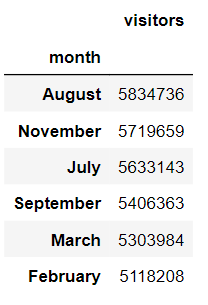 visitors
month
August 5834736
November 5719659
July 5633143
September 5406363
March 5303984
February 5118208